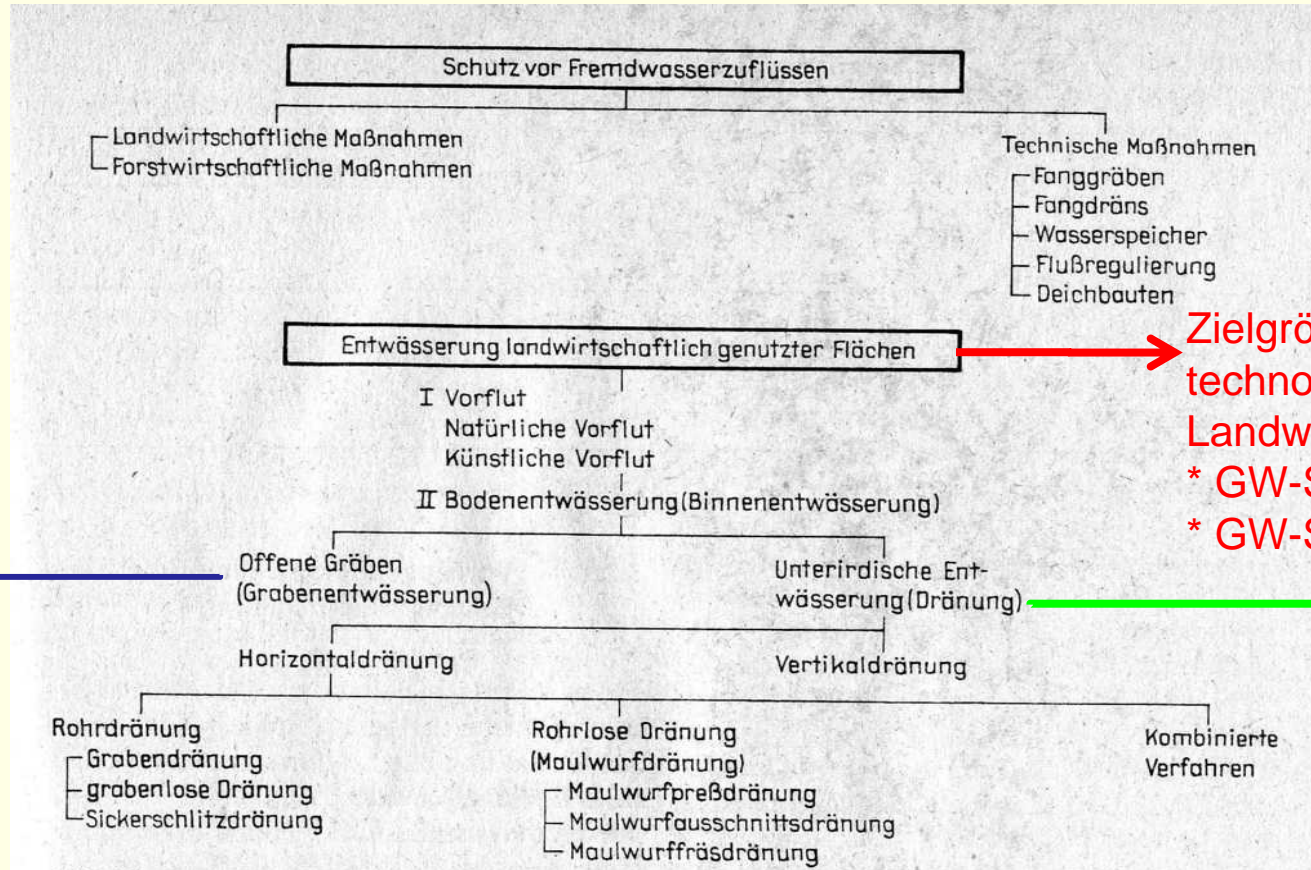 Schutz vor Fremdwasserzuflüssen
Landwirtschaftliche Maßnahmen
Forstwirtschaftliche Maßnahmen
Technische Maßnahmen
Fanggräben
Fangdräns
Wasserspeicher
Flußregulierung
Deichbauten
Entwässerung landwirtschaftlich genutzter Flächen
I Vorflut
Natürliche Vorflut
Künstliche Vorflut
II Bodenentwässerung (Binnenentwässerung)
Offene Gräben
(Grabenentwässerung)
Unterirdische Ent-
wässerung (Dränung)
Horizontaldränung
Vertikaldränung
Rohrdränung
Grabendränung
grabenlose Dränung
Sickerschlitzdränung
Rohrlose Dränung
(Maulwurfdränung)
Maulwurfpreßdränung
Maulwurfausschnittsdränung
Maulwurffräsdränung
Kombinierte
Verfahren
* GW-S
* GW-S